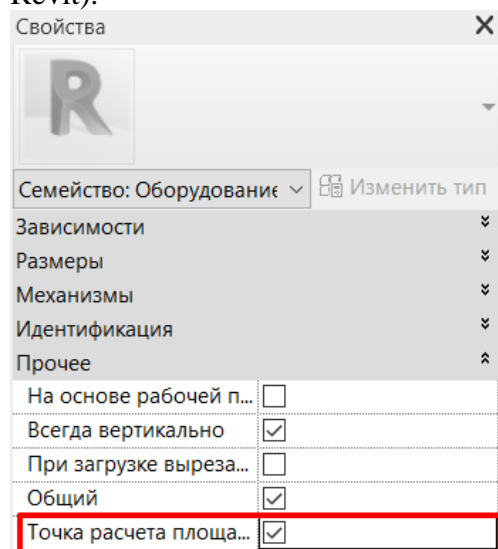 Revit).
Свойства
R
Семейство: Оборудование Изменить тип
Зависимости
Размеры
Механизмы
Идентификация
Прочее
На основе рабочей п...
Всегда вертикально
При загрузке выреза...
Общий
Точка расчета площа...